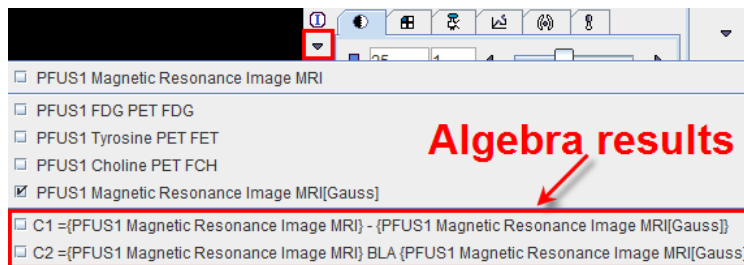 25 1
PFUS1 Magnetic Resonance Image MRI
PFUS1 FDG PET FDG
PFUS1 Tyrosine PET FET
PFUS1 Choline PET FCH
PFUS1 Magnetic Resonance Image MRI[Gauss]
Algebra results
C1 ={PFUS1 Magnetic Resonance Image MRI} - {PFUS1 Magnetic Resonance Image MRI[Gauss]}
C2 ={PFUS1 Magnetic Resonance Image MRI} BLA {PFUS1 Magnetic Resonance Image MRI[Gauss]